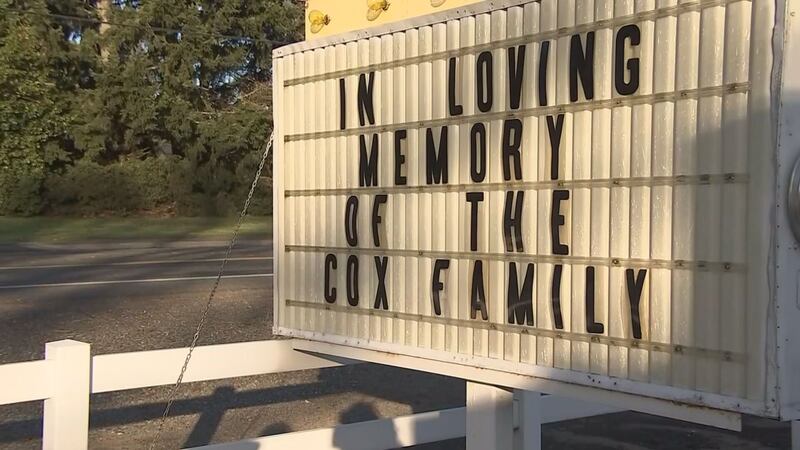 IN LOVING
MEMORY
OF THE
COX FAMILY